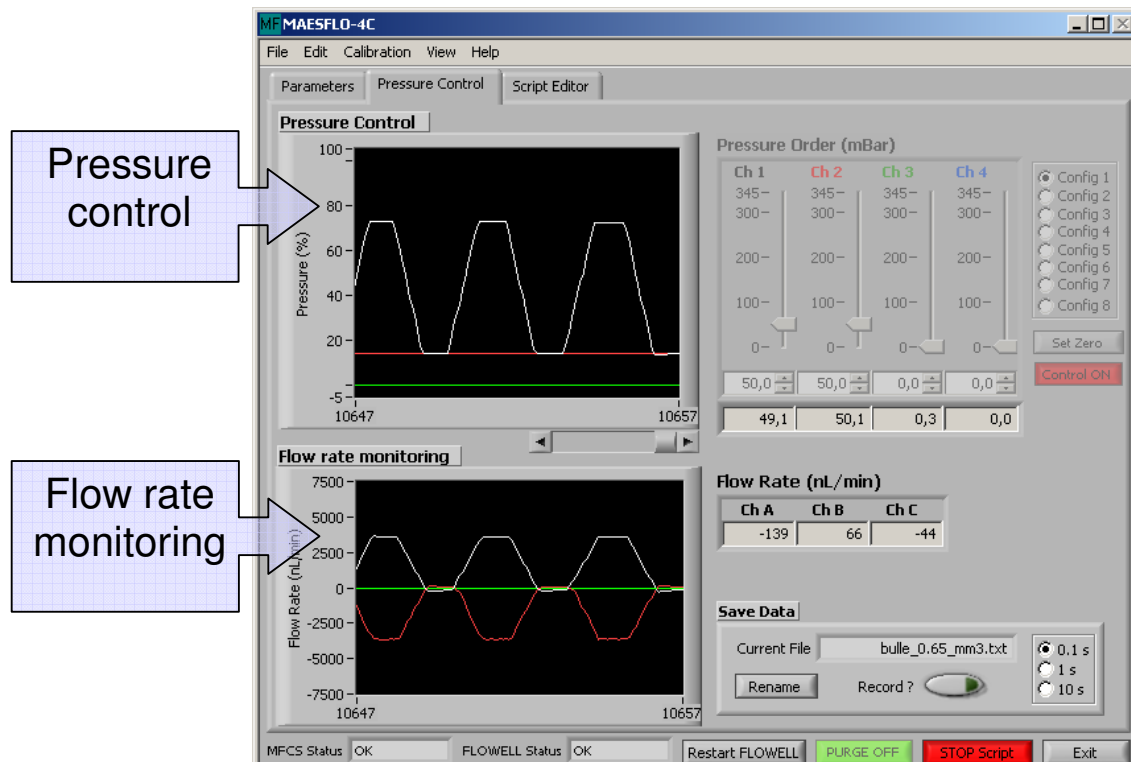 MF MAESFLO-4C
File Edit Calibration View Help
Parameters Pressure Control Script Editor
Pressure
control
Pressure Control
Pressure (%)
100
80
60
40
20
-5
10647 10657
Pressure Order (mBar)
Ch 1 Ch 2 Ch 3 Ch 4
345 345 345 345
300 300 300 300
200 200 200 200
100 100 100 100
0 0 0 0
50,0 50,0 0,0 0,0
49,1 50,1 0,3 0,0
Config 1
Config 2
Config 3
Config 4
Config 5
Config 6
Config 7
Config 8
Set Zero
Control ON
Flow rate
monitoring
Flow rate monitoring
Flow Rate (nL/min)
7500
5000
2500
0
-2500
-5000
-7500
10647 10657
Flow Rate (nL/min)
Ch A Ch B Ch C
-139 66 -44
Save Data
Current File bulle_0.65_mm3.txt
Rename Record ?
0.1 s
1 s
10 s
MFCS Status OK FLOWELL Status OK Restart FLOWELL PURGE OFF STOP Script Exit